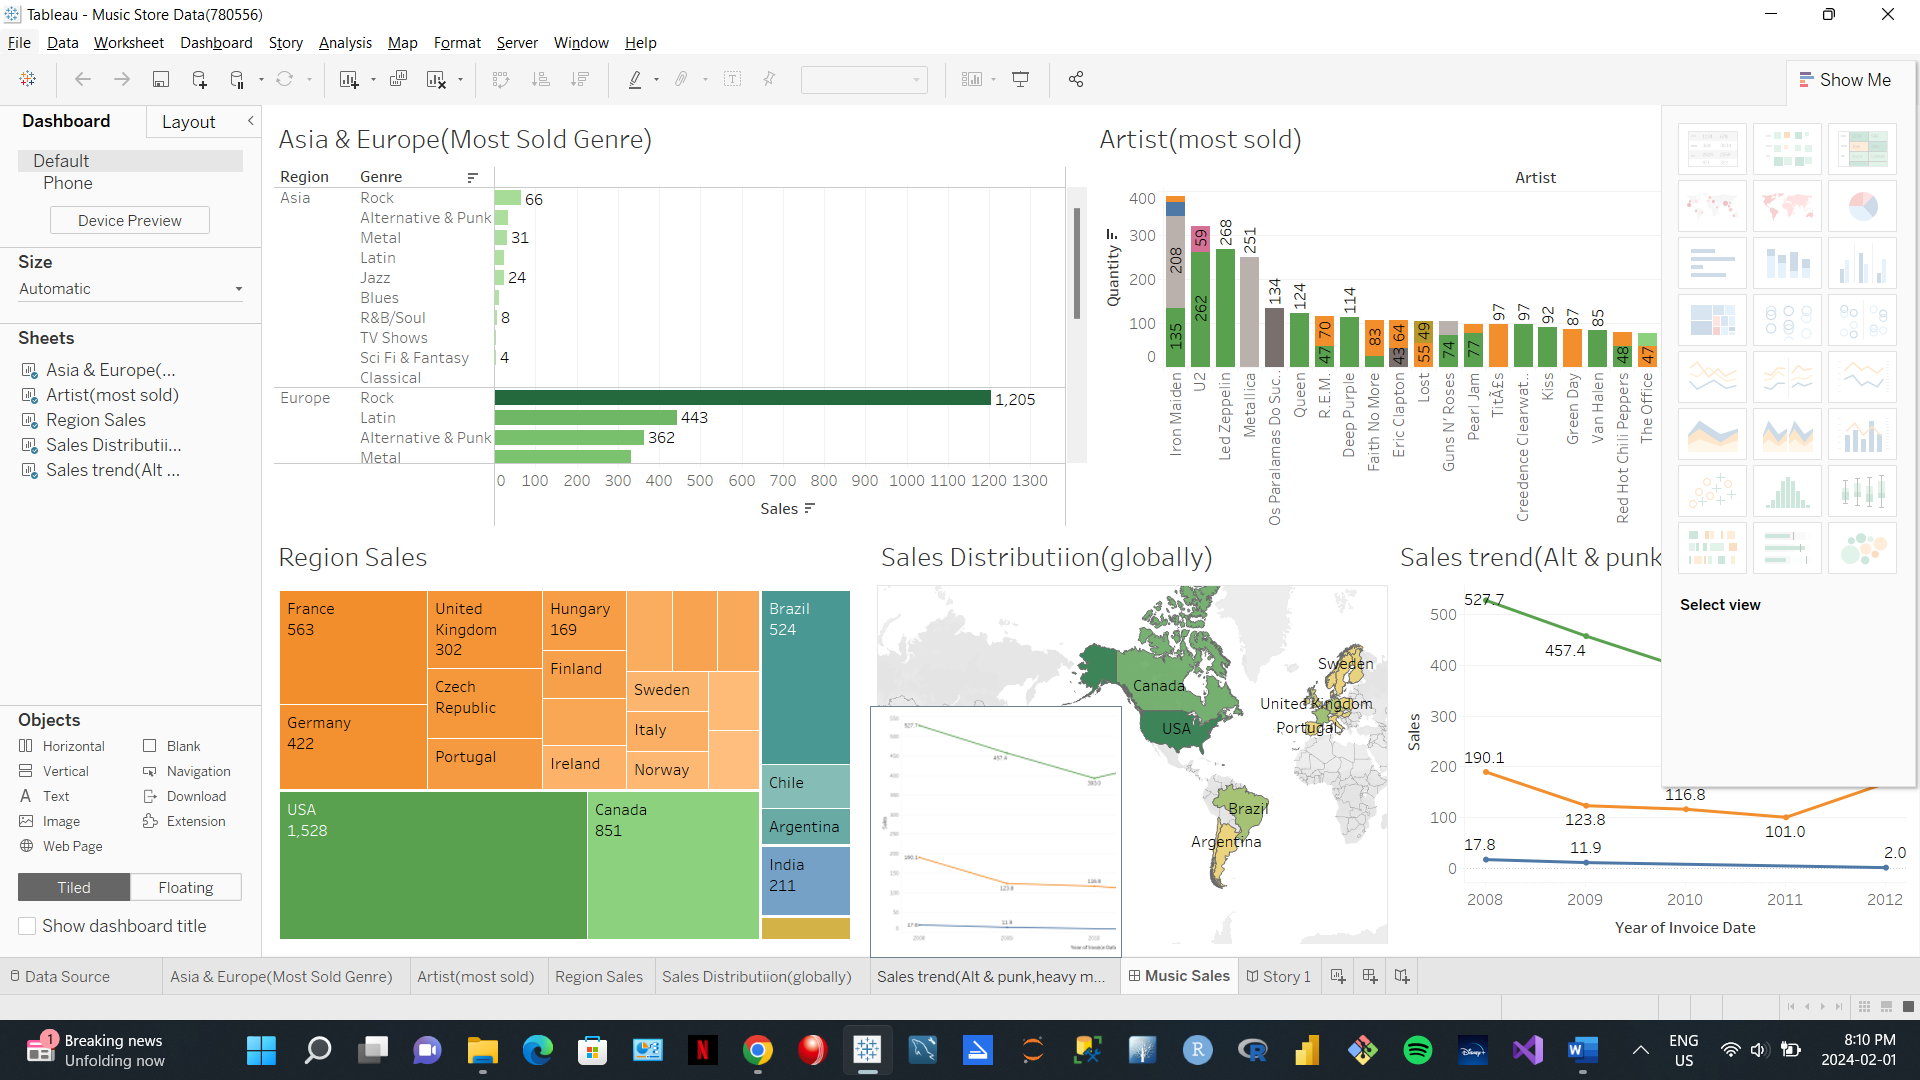 Tableau - Music Store Data(780556)
File Data Worksheet Dashboard Story Analysis Map Format Server Window Help
Show Me
Dashboard Layout
Default
Phone
Device Preview
Size
Automatic
Sheets
Asia & Europe(...
Artist(most sold)
Region Sales
Sales Distributii...
Sales trend(Alt ...
Objects
Horizontal Blank
Vertical Navigation
Text Download
Image Extension
Web Page
Tiled Floating
Show dashboard title
Asia & Europe(Most Sold Genre)
Region Genre
Asia Rock 66
Alternative & Punk
Metal 31
Latin
Jazz 24
Blues
R&B/Soul 8
TV Shows
Sci Fi & Fantasy 4
Classical
Europe Rock 1,205
Latin 443
Alternative & Punk 362
Metal
0 100 200 300 400 500 600 700 800 900 1000 1100 1200 1300
Sales
Artist(most sold)
Artist
Quantity
400
300
200
100
0
135 208 262 59 268 251 134 124 47 70 114 83 43 64 55 49 74 77 97 97 92 87 85 48 47
Iron Maiden
U2
Led Zeppelin
Metallica
Os Paralamas Do Suc..
Queen
R.E.M.
Deep Purple
Faith No More
Eric Clapton
Lost
Guns N' Roses
Pearl Jam
TitÃ£s
Creedence Clearwat..
Kiss
Green Day
Van Halen
Red Hot Chili Peppers
The Office
Select view
Region Sales
France
563
Germany
422
United
Kingdom
302
Czech
Republic
Portugal
Hungary
169
Finland
Ireland
Sweden
Italy
Norway
Brazil
524
Chile
Argentina
India
211
USA
1,528
Canada
851
Sales Distributiion(globally)
Canada
USA
Sweden
United Kingdom
Portugal
Brazil
Argentina
Sales trend(Alt & punk
Sales
500
400
300
200
100
0
527.7
457.4
190.1
123.8
116.8
101.0
17.8
11.9
2.0
2008 2009 2010 2011 2012
Year of Invoice Date
Data Source Asia & Europe(Most Sold Genre) Artist(most sold) Region Sales Sales Distributiion(globally) Sales trend(Alt & punk,heavy m... Music Sales Story 1
1
Breaking news
Unfolding now
ENG
US
8:10 PM
2024-02-01